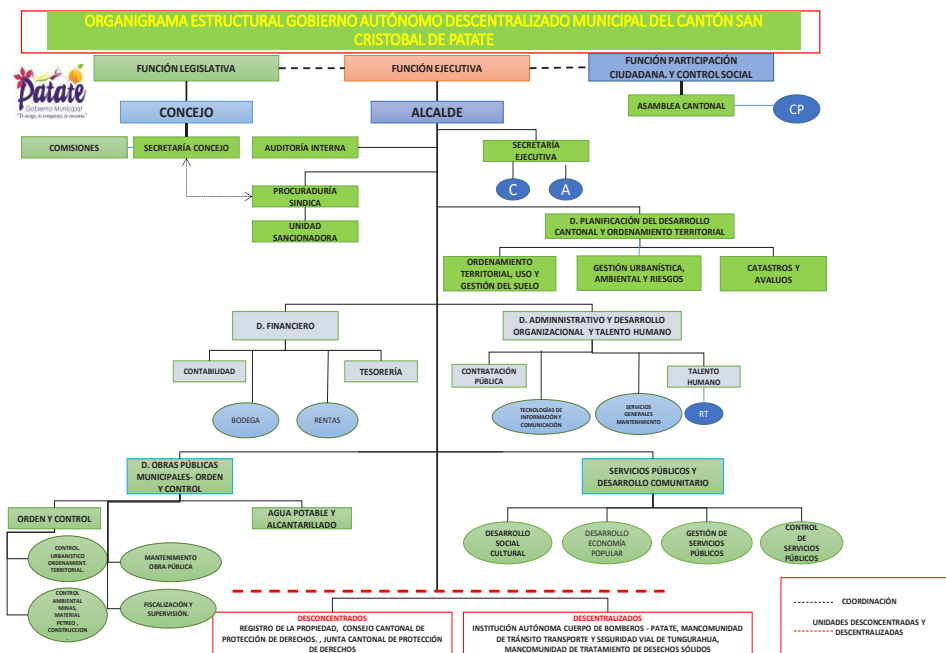 ORGANIGRAMA ESTRUCTURAL GOBIERNO AUTÓNOMO DESCENTRALIZADO MUNICIPAL DEL CANTÓN SAN
CRISTOBAL DE PATATE
FUNCIÓN LEGISLATIVA
FUNCIÓN EJECUTIVA
FUNCIÓN PARTICIPACIÓN
CIUDADANA. Y CONTROL SOCIAL
Patate
Gobierno Municipal
CONCEJO
ALCALDE
ASAMBLEA CANTONAL
CP
COMISIONES
SECRETARÍA CONCEJO
AUDITORÍA INTERNA
SECRETARÍA
EJECUTIVA
C
A
PROCURADURÍA
SINDICA
UNIDAD
SANCIONADORA
D. PLANIFICACIÓN DEL DESARROLLO
CANTONAL Y ORDENAMIENTO TERRITORIAL
ORDENAMIENTO
TERRITORIAL, USO Y
GESTIÓN DEL SUELO
GESTIÓN URBANÍSTICA,
AMBIENTAL Y RIESGOS
CATASTROS Y
AVALUOS
D. FINANCIERO
D. ADMINNISTRATIVO Y DESARROLLO
ORGANIZACIONAL Y TALENTO HUMANO
CONTABILIDAD
TESORERÍA
CONTRATACIÓN
PÚBLICA
TALENTO
HUMANO
BODEGA
RENTAS
TECNOLOGÍAS DE
INFORMACIÓN Y
COMUNICACIÓN
SERVICIOS
GENERALES
MANTENIMIENTO
RT
D. OBRAS PÚBLICAS
MUNICIPALES- ORDEN
Y CONTROL
SERVICIOS PÚBLICOS Y
DESARROLLO COMUNITARIO
ORDEN Y CONTROL
AGUA POTABLE Y
ALCANTARILLADO
CONTROL.
URBANISTICO
ORDENAMIENT.
TERRITORIAL.
MANTENIMIENTO
OBRA PÚBLICA
DESARROLLO
SOCIAL
CULTURAL
DESARROLLO
ECONOMÍA
POPULAR
GESTIÓN DE
SERVICIOS
PÚBLICOS
CONTROL
DE
SERVICIOS
PÚBLICOS
CONTROL
AMBIENTAL
MINAS,
MATERIAL
PETREO ,
CONSTRUCCION
.
FISCALIZACIÓN Y
SUPERVISIÓN.
DESCONCENTRADOS
REGISTRO DE LA PROPIEDAD, CONSEJO CANTONAL DE
PROTECCIÓN DE DERECHOS. , JUNTA CANTONAL DE PROTECCIÓN
DE DERECHOS
DESCENTRALIZADOS
INSTITUCIÓN AUTÓNOMA CUERPO DE BOMBEROS - PATATE, MANCOMUNIDAD
DE TRÁNSITO TRANSPORTE Y SEGURIDAD VIAL DE TUNGURAHUA,
MANCOMUNIDAD DE TRATAMIENTO DE DESECHOS SÓLIDOS
COORDINACIÓN
UNIDADES DESCONCENTRADAS Y
DESCENTRALIZADAS